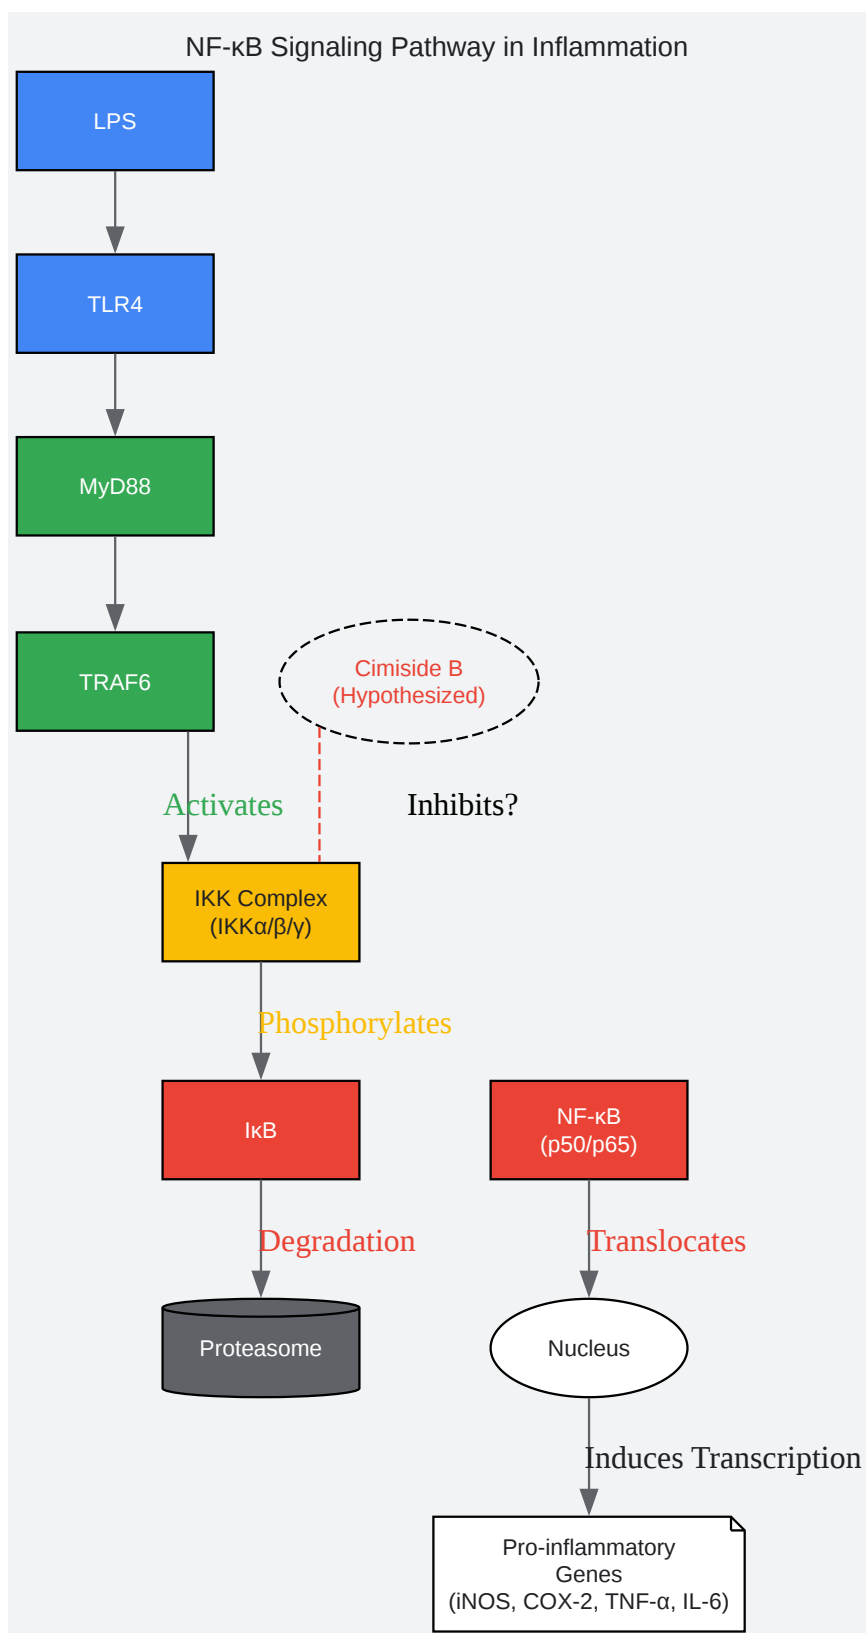 NF-κB Signaling Pathway in Inflammation
LPS
TLR4
MyD88
TRAF6
Cimiside B
(Hypothesized)
Activates
Inhibits?
IKK Complex
(IKKα/β/γ)
Phosphorylates
IκB
NF-κB
(p50/p65)
Degradation
Translocates
Proteasome
Nucleus
Induces Transcription
Pro-inflammatory
Genes
(iNOS, COX-2, TNF-α, IL-6)